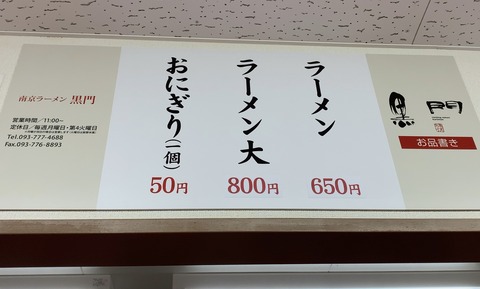 黒門
お品書き
ラーメン
650円
ラーメン大
800円
おにぎり(一個)
50円
南京ラーメン 黒門
営業時間/11:00~
定休日/毎週月曜日・第4火曜日
Tel.093-777-4688
Fax.093-776-8893